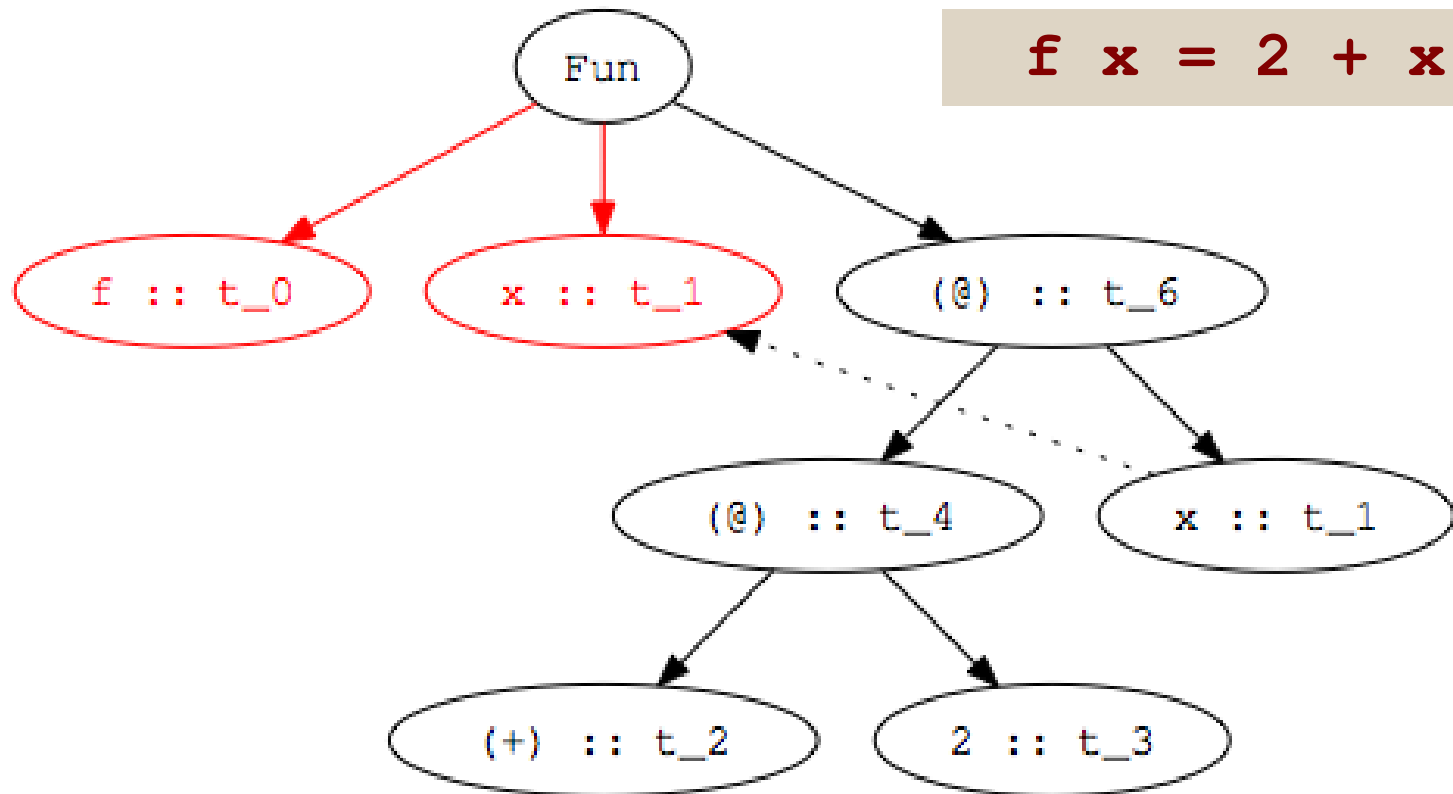 f x = 2 + x
Fun
f :: t_0
x :: t_1
(@) :: t_6
(@) :: t_4
x :: t_1
(+) :: t_2
2 :: t_3